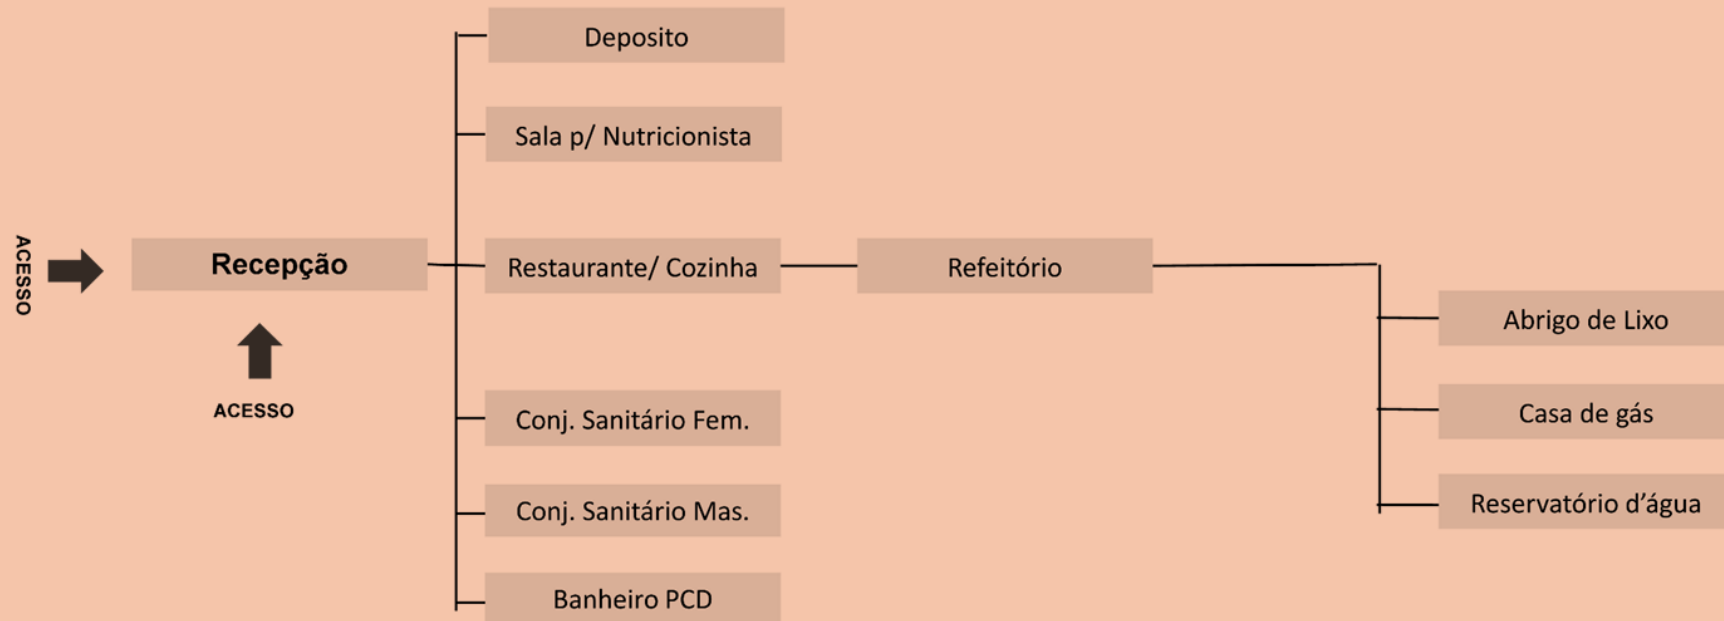 Deposito
Sala p/ Nutricionista
ACESSO
Recepção
Restaurante/ Cozinha
Refeitório
ACESSO
Abrigo de Lixo
Casa de gás
Reservatório d’água
Conj. Sanitário Fem.
Conj. Sanitário Mas.
Banheiro PCD